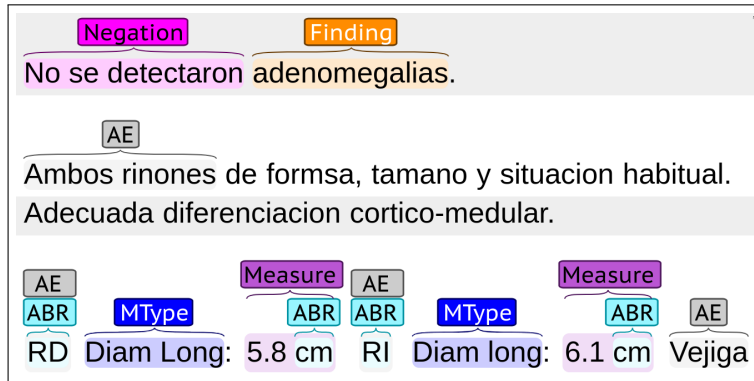 Negation Finding
No se detectaron adenomegalias.
AE
Ambos rinones de formsa, tamano y situacion habitual.
Adecuada diferenciacion cortico-medular.
AE Measure AE Measure
ABR MType ABR ABR MType ABR AE
RD Diam Long: 5.8 cm RI Diam long: 6.1 cm Vejiga